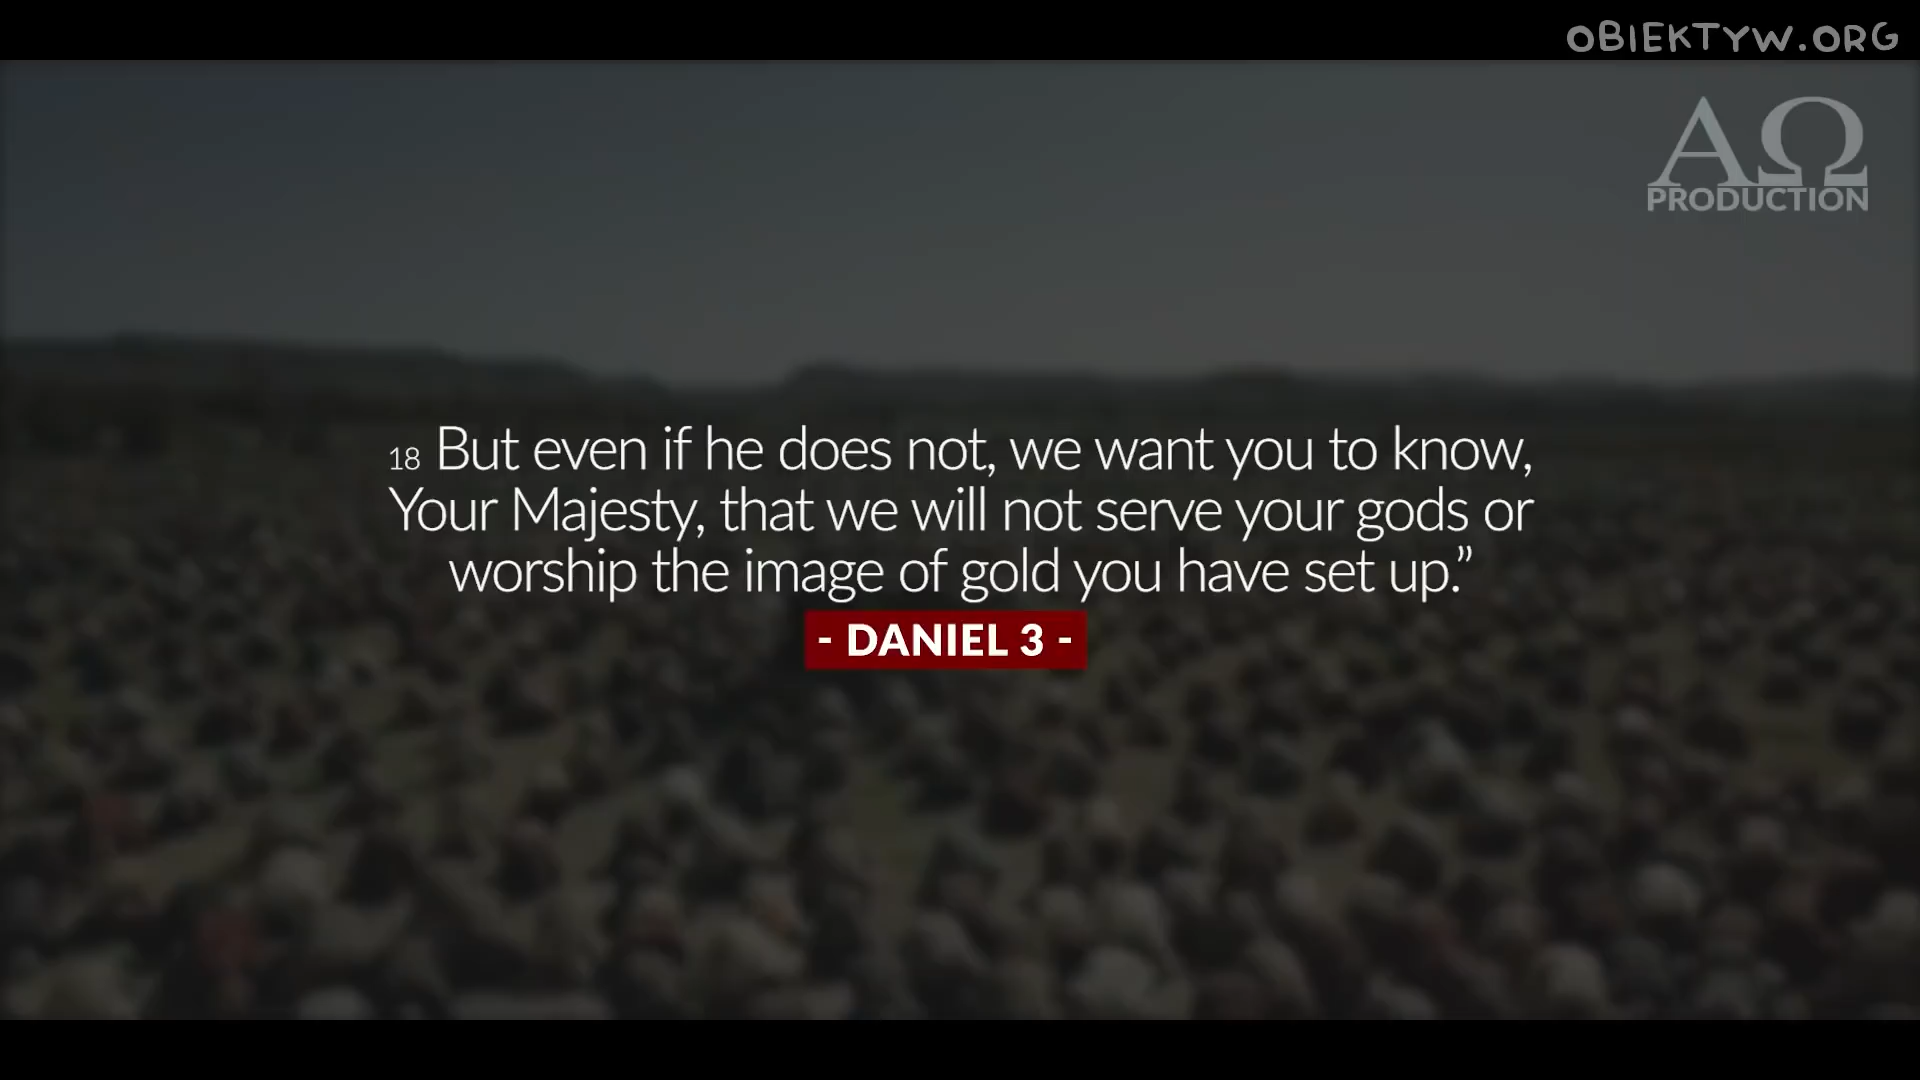 OBIEKTYW.ORG
ΑΩ
PRODUCTION
18 But even if he does not, we want you to know,
Your Majesty, that we will not serve your gods or
worship the image of gold you have set up.”
- DANIEL 3 -